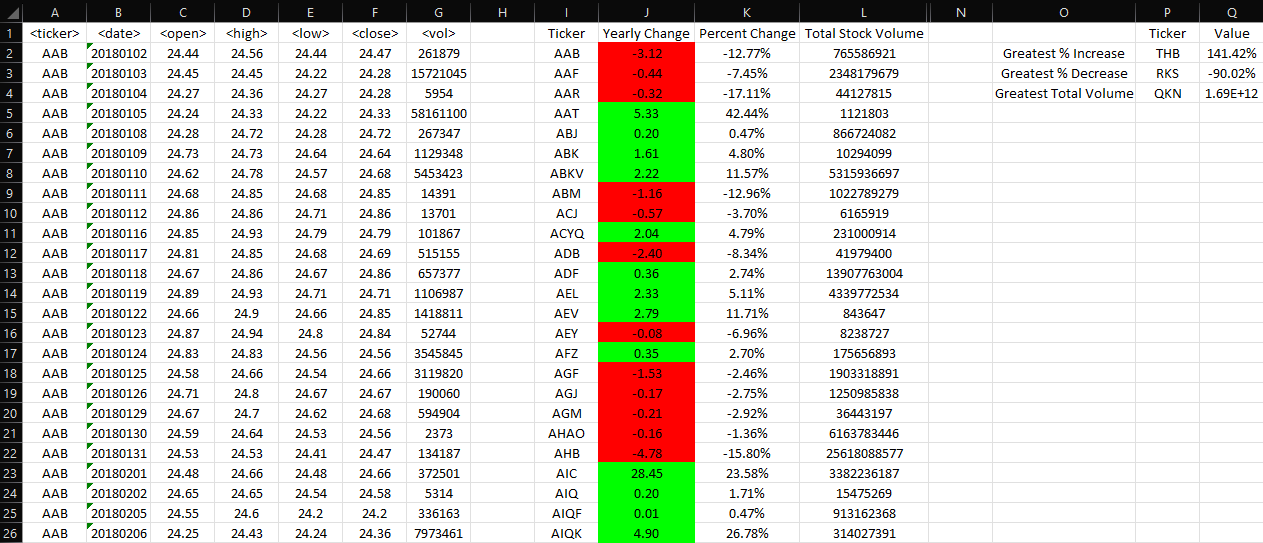 A B C D E F G H I J K L N O P Q
1 <ticker> <date> <open> <high> <low> <close> <vol> Ticker Yearly Change Percent Change Total Stock Volume Ticker Value
2 AAB 20180102 24.44 24.56 24.44 24.47 261879 AAB -3.12 -12.77% 765586921 Greatest % Increase THB 141.42%
3 AAB 20180103 24.45 24.45 24.22 24.28 15721045 AAF -0.44 -7.45% 2348179679 Greatest % Decrease RKS -90.02%
4 AAB 20180104 24.27 24.36 24.27 24.28 5954 AAR -0.32 -17.11% 44127815 Greatest Total Volume QKN 1.69E+12
5 AAB 20180105 24.24 24.33 24.22 24.33 58161100 AAT 5.33 42.44% 1121803
6 AAB 20180108 24.28 24.72 24.28 24.72 267347 ABJ 0.20 0.47% 866724082
7 AAB 20180109 24.73 24.73 24.64 24.64 1129348 ABK 1.61 4.80% 10294099
8 AAB 20180110 24.62 24.78 24.57 24.68 5453423 ABKV 2.22 11.57% 5315936697
9 AAB 20180111 24.68 24.85 24.68 24.85 14391 ABM -1.16 -12.96% 1022789279
10 AAB 20180112 24.86 24.86 24.71 24.86 13701 ACJ -0.57 -3.70% 6165919
11 AAB 20180116 24.85 24.93 24.79 24.79 101867 ACYQ 2.04 4.79% 231000914
12 AAB 20180117 24.81 24.85 24.68 24.69 515155 ADB -2.40 -8.34% 41979400
13 AAB 20180118 24.67 24.86 24.67 24.86 657377 ADF 0.36 2.74% 13907763004
14 AAB 20180119 24.89 24.93 24.71 24.71 1106987 AEL 2.33 5.11% 4339772534
15 AAB 20180122 24.66 24.9 24.66 24.85 1418811 AEV 2.79 11.71% 843647
16 AAB 20180123 24.87 24.94 24.8 24.84 52744 AEY -0.08 -6.96% 8238727
17 AAB 20180124 24.83 24.83 24.56 24.56 3545845 AFZ 0.35 2.70% 175656893
18 AAB 20180125 24.58 24.66 24.54 24.66 3119820 AGF -1.53 -2.46% 1903318891
19 AAB 20180126 24.71 24.8 24.67 24.67 190060 AGJ -0.17 -2.75% 1250985838
20 AAB 20180129 24.67 24.7 24.62 24.68 594904 AGM -0.21 -2.92% 36443197
21 AAB 20180130 24.59 24.64 24.53 24.56 2373 AHAO -0.16 -1.36% 6163783446
22 AAB 20180131 24.53 24.53 24.41 24.47 134187 AHB -4.78 -15.80% 25618088577
23 AAB 20180201 24.48 24.66 24.48 24.66 372501 AIC 28.45 23.58% 3382236187
24 AAB 20180202 24.65 24.65 24.54 24.58 5314 AIQ 0.20 1.71% 15475269
25 AAB 20180205 24.55 24.6 24.2 24.2 336163 AIQF 0.01 0.47% 913162368
26 AAB 20180206 24.25 24.43 24.24 24.36 7973461 AIQK 4.90 26.78% 314027391